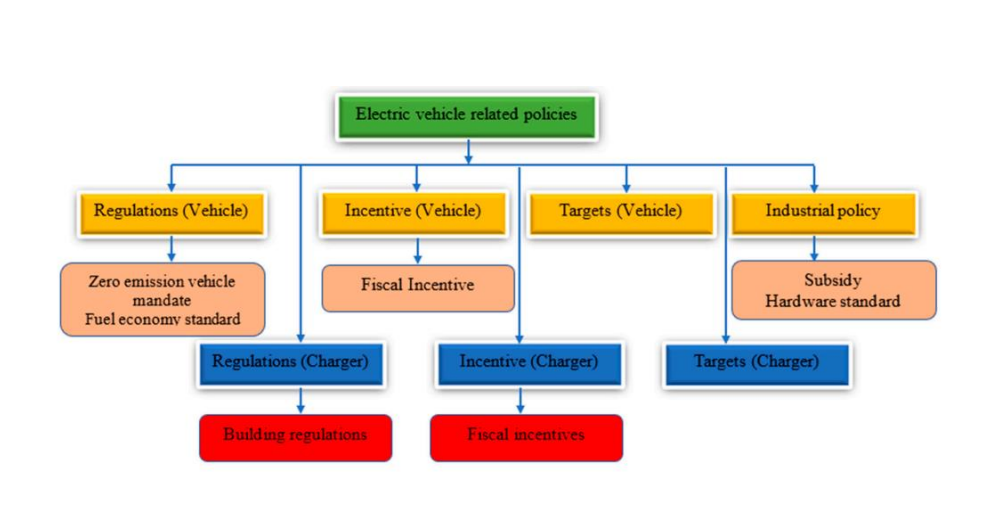 Electric vehicle related policies
Regulations (Vehicle)
Incentive (Vehicle)
Targets (Vehicle)
Industrial policy
Zero emission vehicle
mandate
Fuel economy standard
Fiscal Incentive
Subsidy
Hardware standard
Regulations (Charger)
Incentive (Charger)
Targets (Charger)
Building regulations
Fiscal incentives